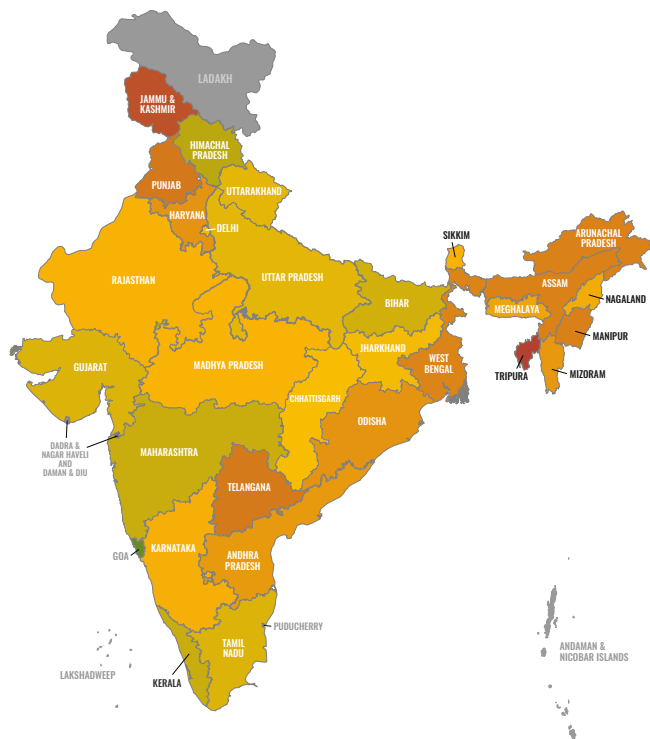 LADAKH
JAMMU &
KASHMIR
HIMACHAL
PRADESH
PUNJAB
UTTARAKHAND
HARYANA
DELHI
SIKKIM
ARUNACHAL
PRADESH
RAJASTHAN
UTTAR PRADESH
ASSAM
BIHAR
MEGHALAYA
NAGALAND
MANIPUR
JHARKHAND
GUJARAT
MADHYA PRADESH
WEST
BENGAL
TRIPURA
MIZORAM
CHHATTISGARH
ODISHA
DADRA &
NAGAR HAVELI
AND
DAMAN & DIU
MAHARASHTRA
TELANGANA
GOA
KARNATAKA
ANDHRA
PRADESH
PUDUCHERRY
TAMIL
NADU
ANDAMAN &
NICOBAR ISLANDS
LAKSHADWEEP
KERALA